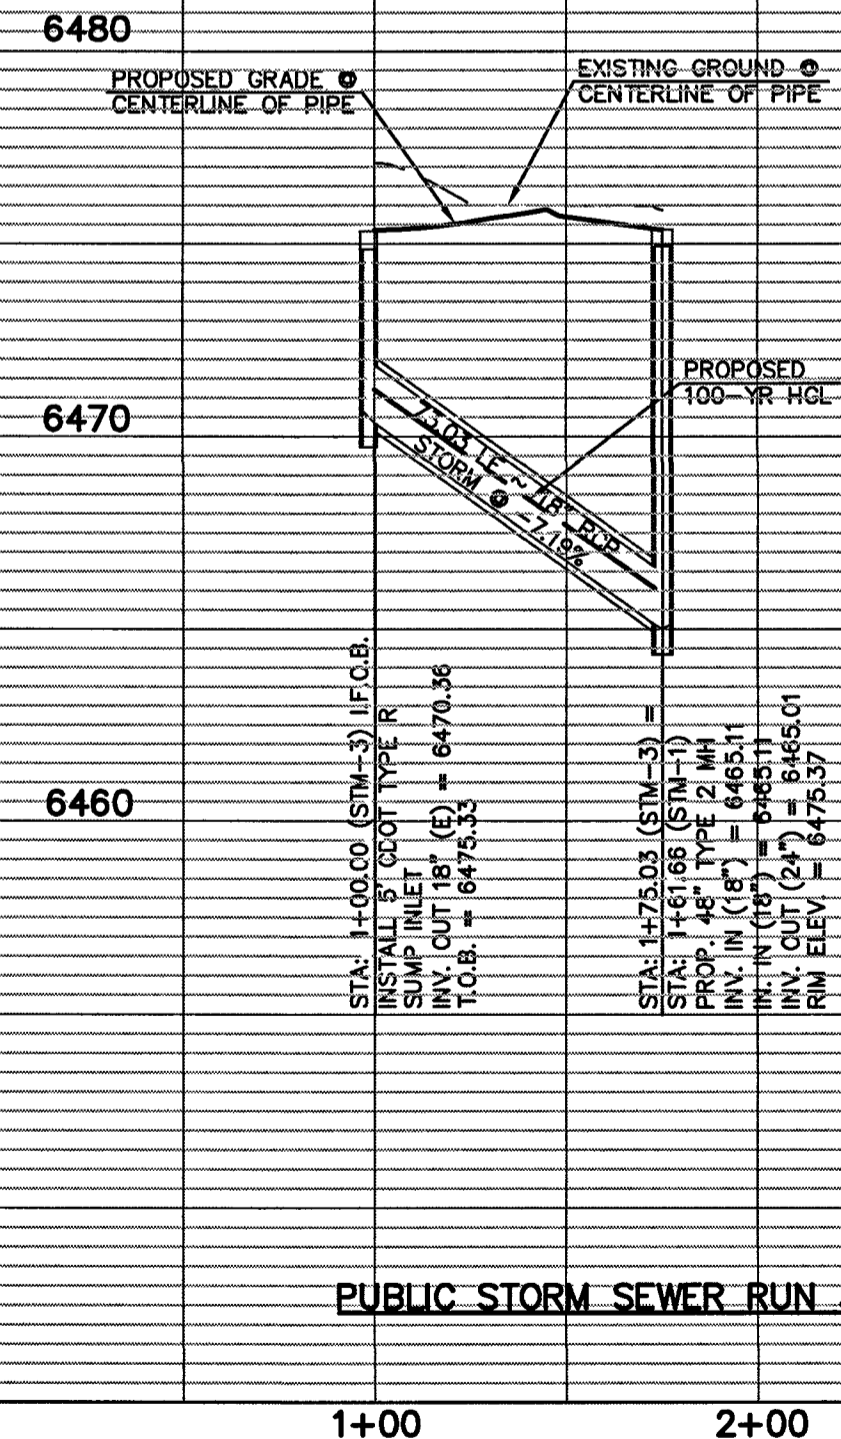 6480
PROPOSED GRADE @
CENTERLINE OF PIPE
EXISTING GROUND @
CENTERLINE OF PIPE
PROPOSED
100-YR HGL
6470
73.03 LF ~ 18" RCP
STORM @ -7.19%
6460
STA: 1+00.00 (STM-3) I.F.O.B.
INSTALL 5' CDOT TYPE R
SUMP INLET
INV. OUT 18" (E) = 6470.36
T.O.B. = 6475.33
STA: 1+75.03 (STM-3) =
STA: 1+61.66 (STM-1)
PROP. 48" TYPE 2 MH
INV. IN (18") = 6465.11
IN. IN (18") = 6465.11
INV. OUT (24") = 6465.01
RIM ELEV. = 6475.37
PUBLIC STORM SEWER RUN
1+00
2+00